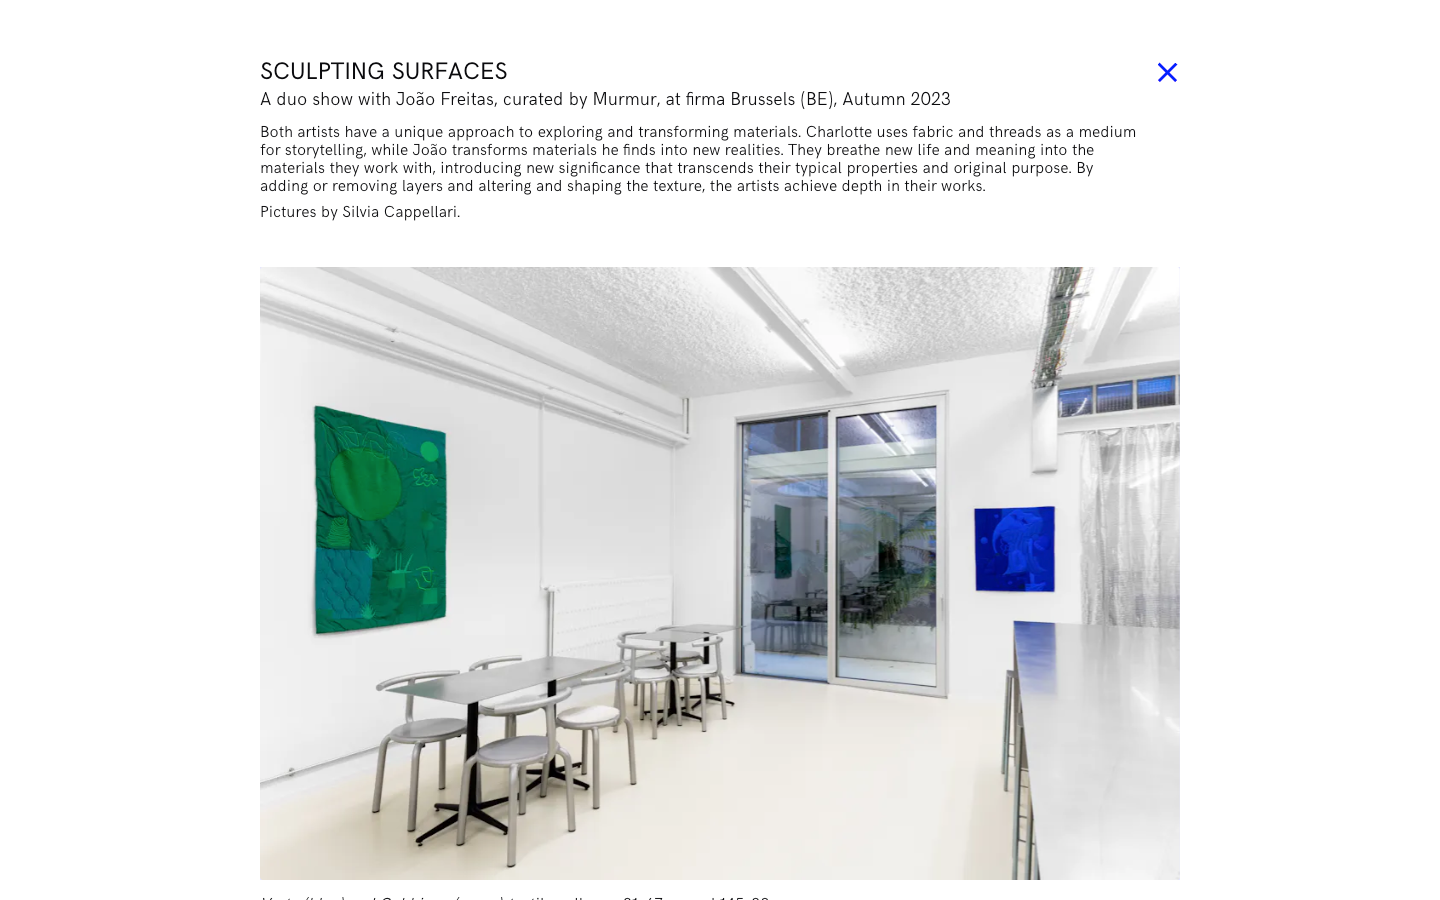 SCULPTING SURFACES
A duo show with João Freitas, curated by Murmur, at firma Brussels (BE), Autumn 2023
Both artists have a unique approach to exploring and transforming materials. Charlotte uses fabric and threads as a medium
for storytelling, while João transforms materials he finds into new realities. They breathe new life and meaning into the
materials they work with, introducing new significance that transcends their typical properties and original purpose. By
adding or removing layers and altering and shaping the texture, the artists achieve depth in their works.
Pictures by Silvia Cappellari.